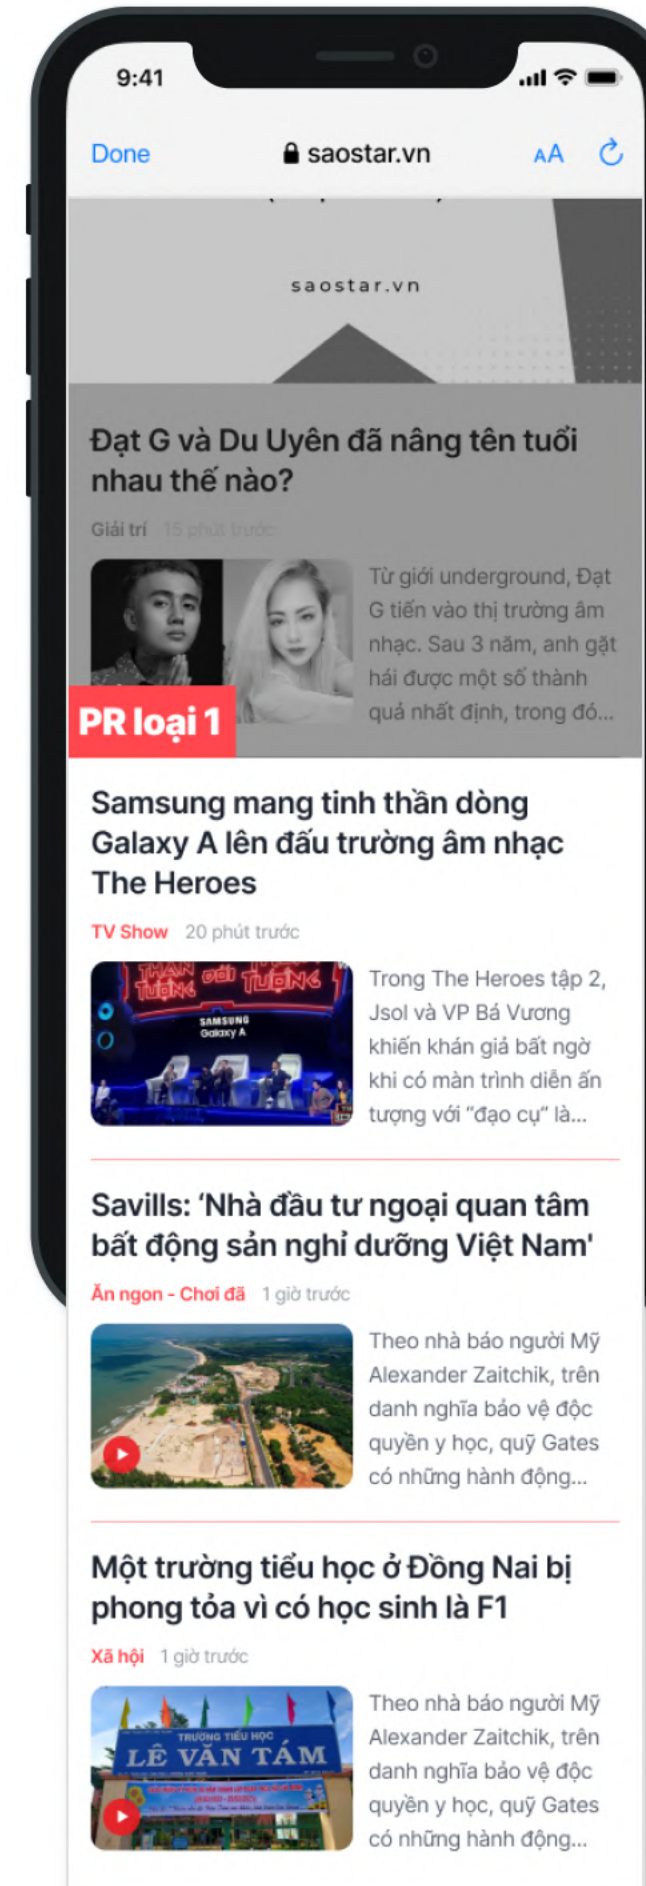 9:41
Done
saostar.vn
AA
saostar.vn
Đạt G và Du Uyên đã nâng tên tuổi
nhau thế nào?
Giải trí 15 phút trước
Từ giới underground, Đạt
G tiến vào thị trường âm
nhạc. Sau 3 năm, anh gặt
hái được một số thành
quả nhất định, trong đó...
PR loại 1
Samsung mang tinh thần dòng
Galaxy A lên đấu trường âm nhạc
The Heroes
TV Show 20 phút trước
THẦN
TƯỢNG
ĐỐI
TƯỢNG
SAMSUNG
Galaxy A
Trong The Heroes tập 2,
Jsol và VP Bá Vương
khiến khán giả bất ngờ
khi có màn trình diễn ấn
tượng với “đạo cụ” là...
Savills: ‘Nhà đầu tư ngoại quan tâm
bất động sản nghỉ dưỡng Việt Nam'
Ăn ngon - Chơi đã 1 giờ trước
Theo nhà báo người Mỹ
Alexander Zaitchik, trên
danh nghĩa bảo vệ độc
quyền y học, quỹ Gates
có những hành động...
Một trường tiểu học ở Đồng Nai bị
phong tỏa vì có học sinh là F1
Xã hội 1 giờ trước
TRƯỜNG TIỂU HỌC
LÊ VĂN TÁM
Theo nhà báo người Mỹ
Alexander Zaitchik, trên
danh nghĩa bảo vệ độc
quyền y học, quỹ Gates
có những hành động...